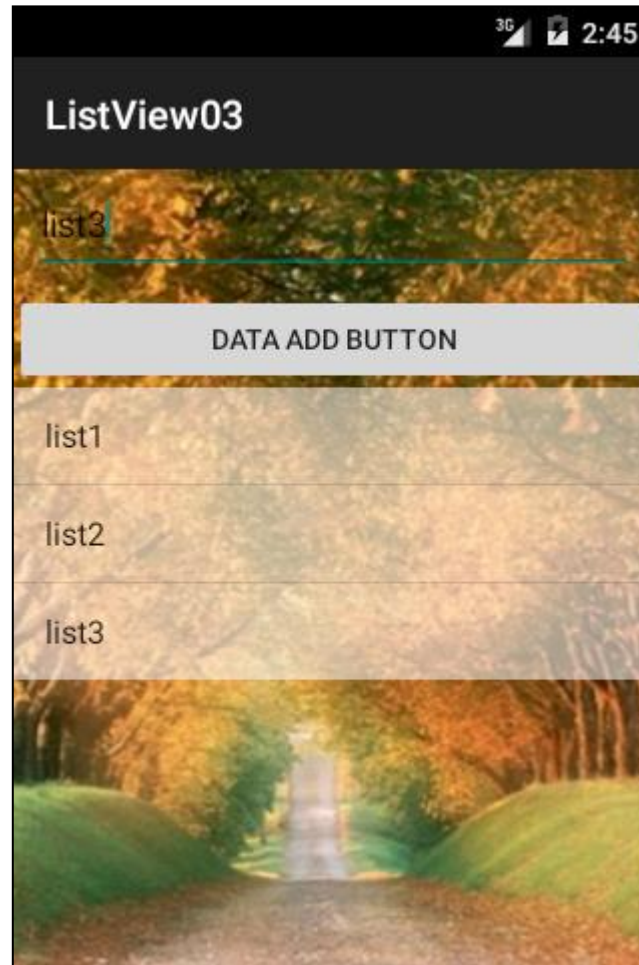 3G 2:45
ListView03
list3
DATA ADD BUTTON
list1
list2
list3